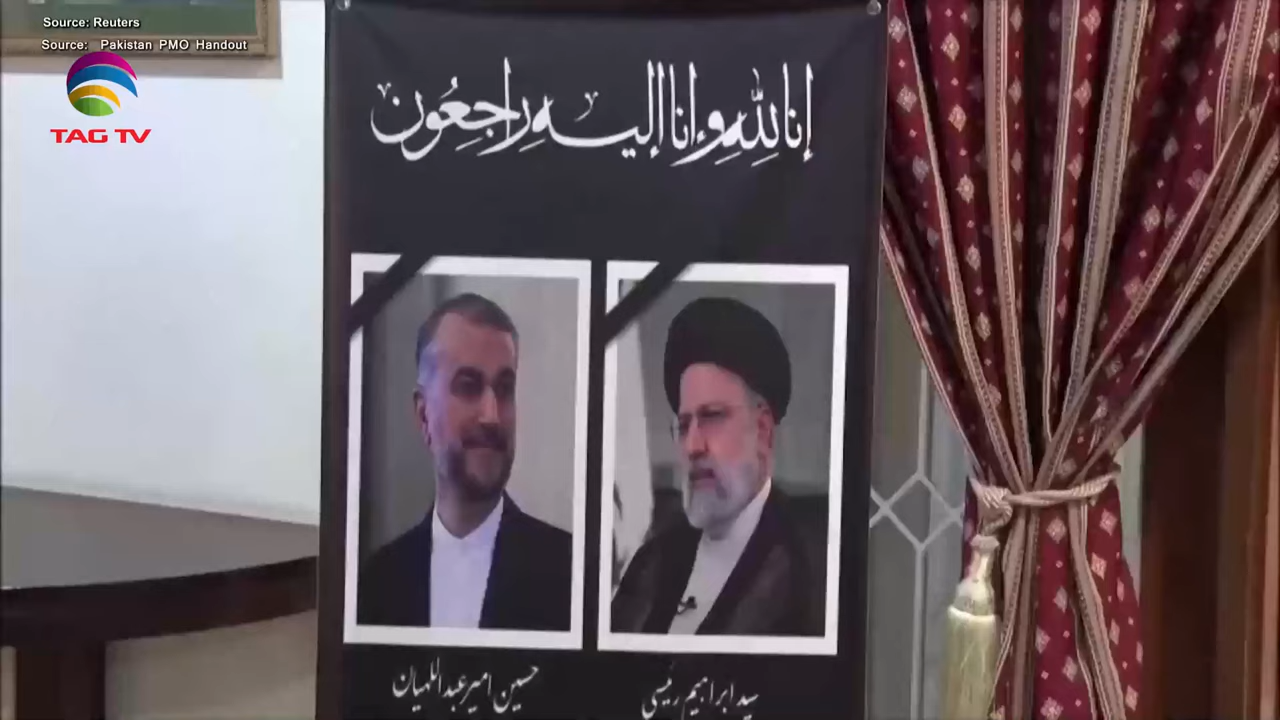 Source: Reuters
Source: Pakistan PMO Handout
TAG TV
إنا لله وإنا إليه راجعون
حسین امیرعبداللهیان
سید ابراهیم رئیسی